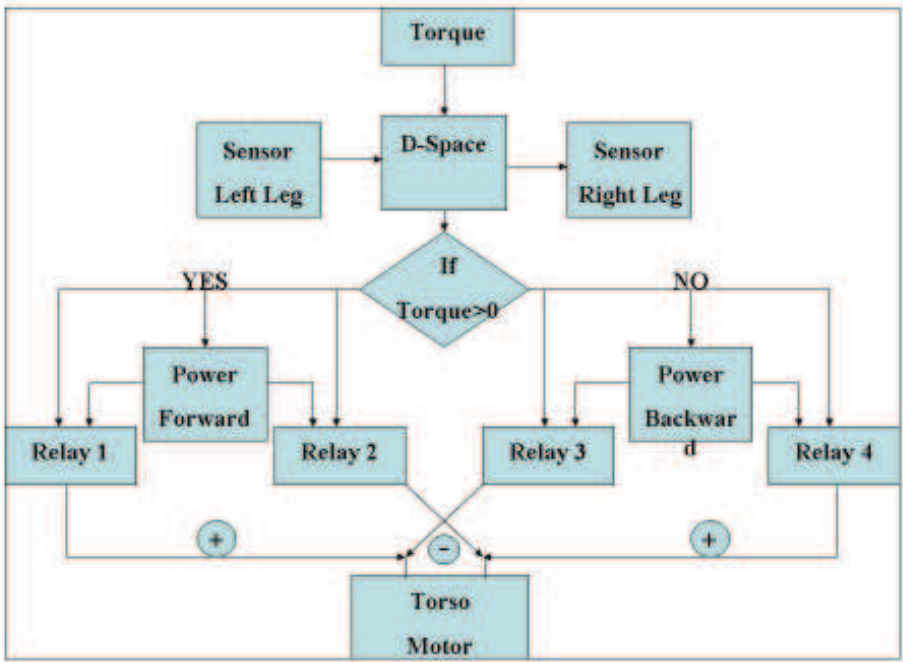 Torque
D-Space
Sensor
Left Leg
Sensor
Right Leg
If
Torque>0
YES
NO
Power
Forward
Power
Backwar
d
Relay 1
Relay 2
Relay 3
Relay 4
+
−
+
Torso
Motor